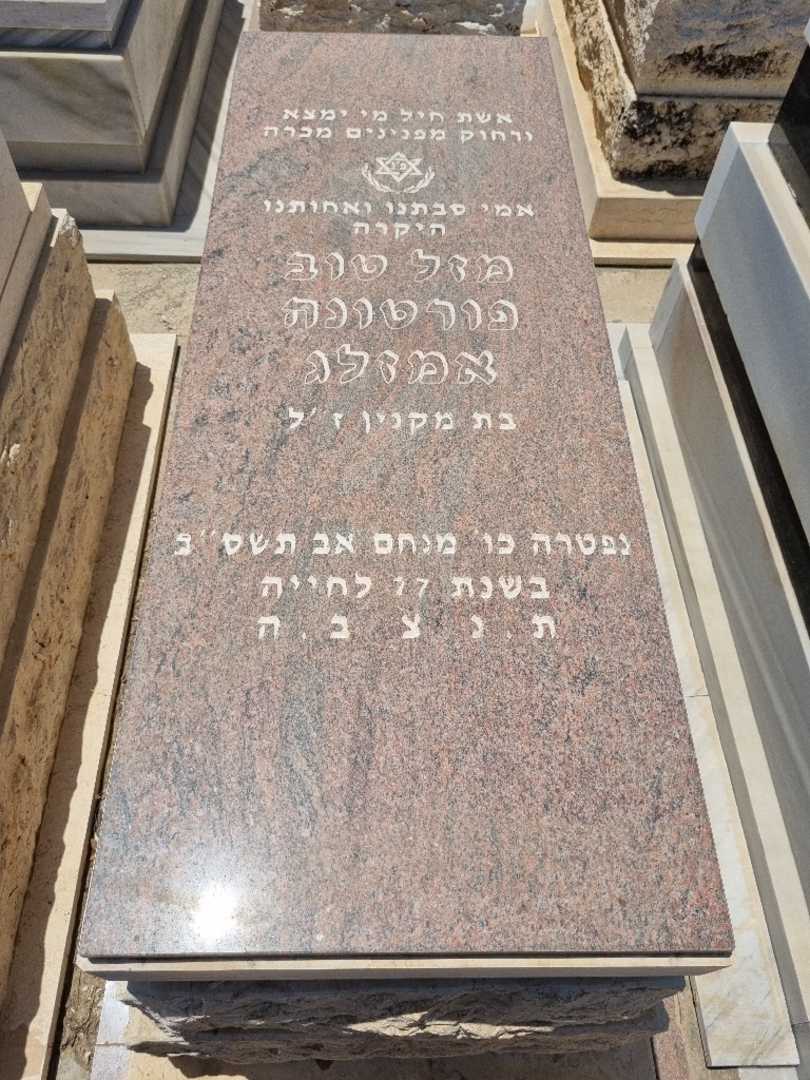 אשת חיל מי ימצא
ורחוק מפנינים מכרה
פ נ
אמי סבתנו ואחותנו
היקרה
מזל טוב
פורטונה
אמזלג
בת מקנין ז"ל
נפטרה כו' מנחם אב תשס"ב
בשנת 77 לחייה
ת.נ.צ.ב.ה